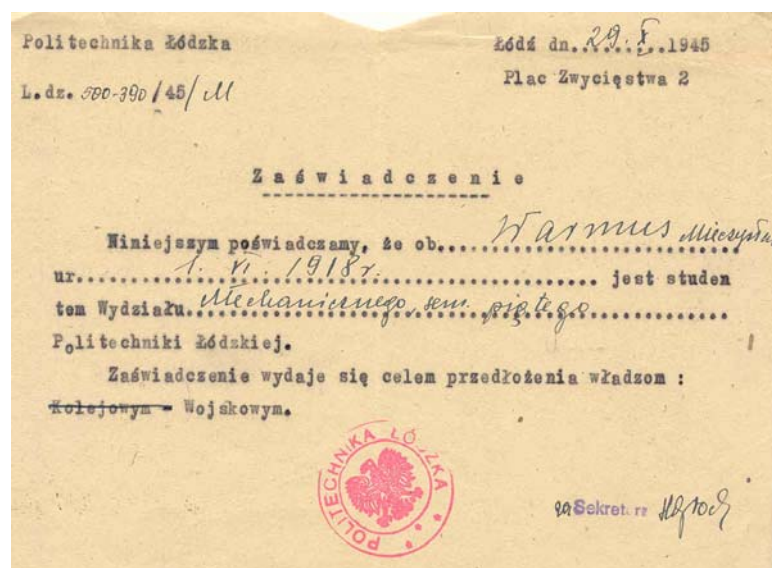 Politechnika Łódzka
Łódź dn. 29. X. 1945
Plac Zwycięstwa 2
L.dz. 500-390/45/M
Zaświadczenie
Niniejszym poświadczamy, że ob. Warmus Mieczysław
ur. 1. VI. 1918 r. jest studen
tem Wydziału Mechanicznego, sem. piątego
Politechniki Łódzkiej.
Zaświadczenie wydaje się celem przedłożenia władzom :
Kolejowym - Wojskowym.
POLITECHNIKA ŁÓDZKA
za Sekretarz